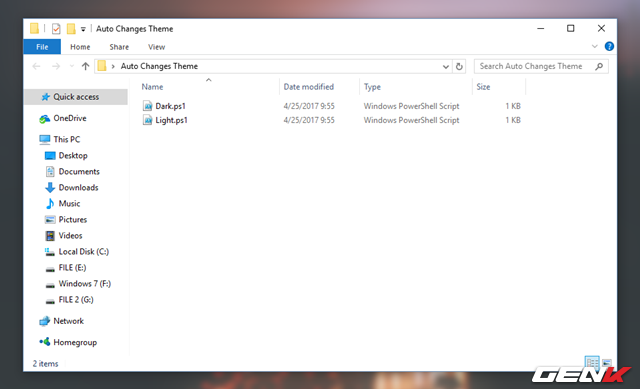 Auto Changes Theme
File Home Share View
Auto Changes Theme Search Auto Changes Theme
Name Date modified Type Size
Quick access
Dark.ps1 4/25/2017 9:55 Windows PowerShell Script 1 KB
Light.ps1 4/25/2017 9:55 Windows PowerShell Script 1 KB
OneDrive
This PC
Desktop
Documents
Downloads
Music
Pictures
Videos
Local Disk (C:)
FILE (E:)
Windows 7 (F:)
FILE 2 (G:)
Network
Homegroup
2 items
GENK